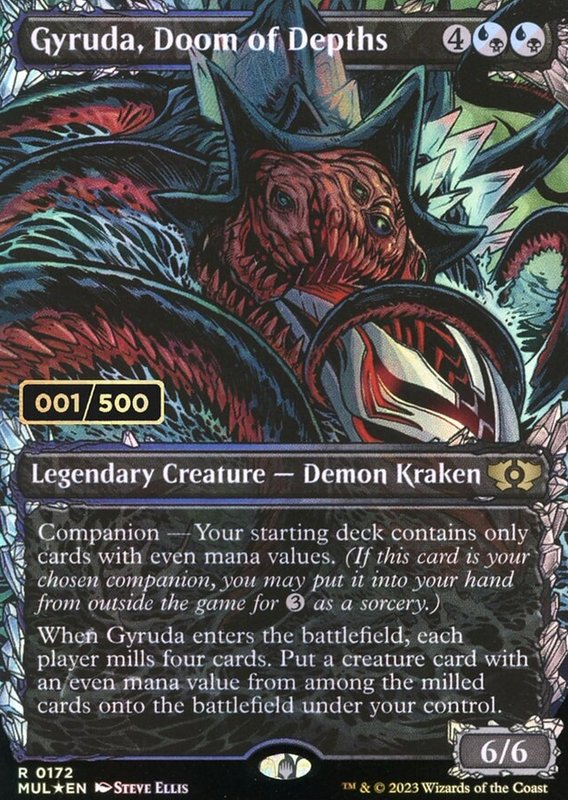 Gyruda, Doom of Depths 4
001/500
Legendary Creature — Demon Kraken
Companion — Your starting deck contains only
cards with even mana values. (If this card is your
chosen companion, you may put it into your hand
from outside the game for 3 as a sorcery.)
When Gyruda enters the battlefield, each
player mills four cards. Put a creature card with
an even mana value from among the milled
cards onto the battlefield under your control.
6/6
R 0172
MUL★EN Steve Ellis
™ & © 2023 Wizards of the Coast